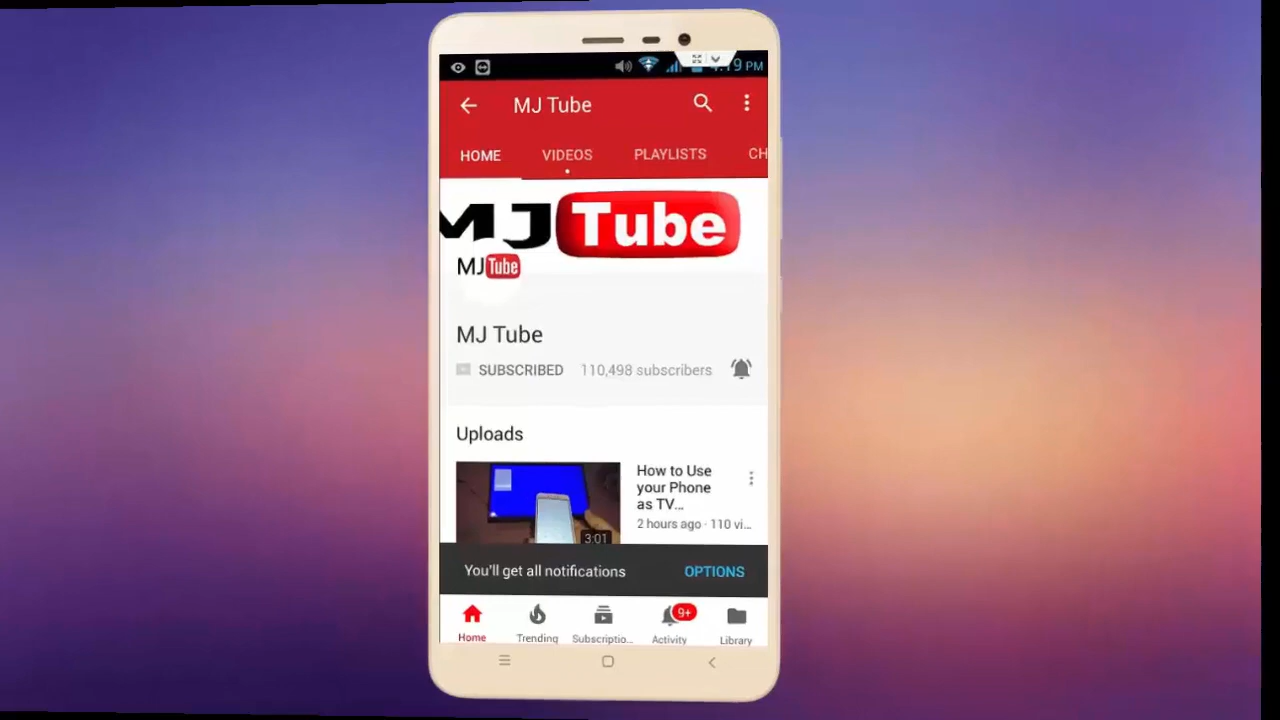 PM
MJ Tube
HOME VIDEOS PLAYLISTS CH
MJ Tube
MJ Tube
MJ Tube
SUBSCRIBED 110,498 subscribers
Uploads
How to Use
your Phone
as TV...
2 hours ago · 110 vi...
3:01
You'll get all notifications OPTIONS
9+
Home Trending Subscriptio... Activity Library